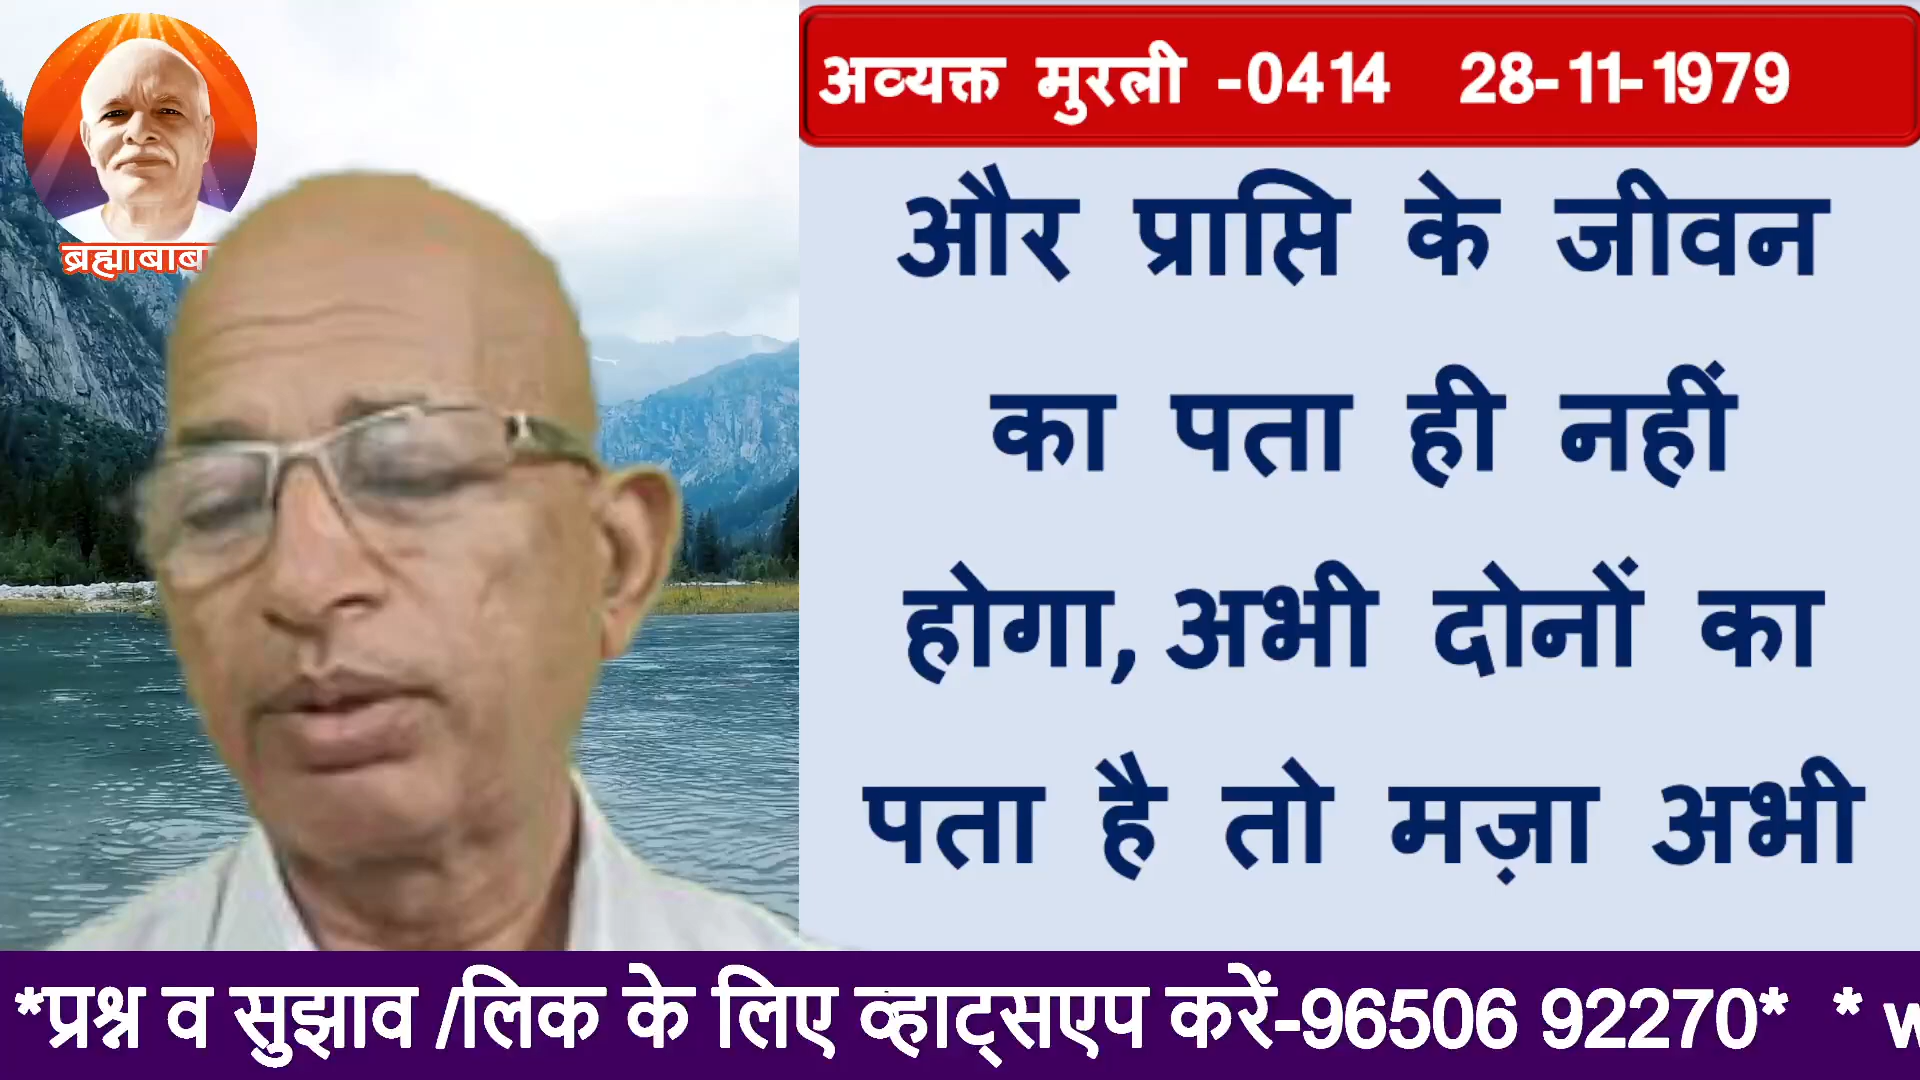 ब्रह्माबाब
अव्यक्त मुरली -0414 28-11-1979
और प्राप्ति के जीवन
का पता ही नहीं
होगा, अभी दोनों का
पता है तो मज़ा अभी
*प्रश्न व सुझाव /लिक के लिए व्हाट्सएप करें-96506 92270* * w